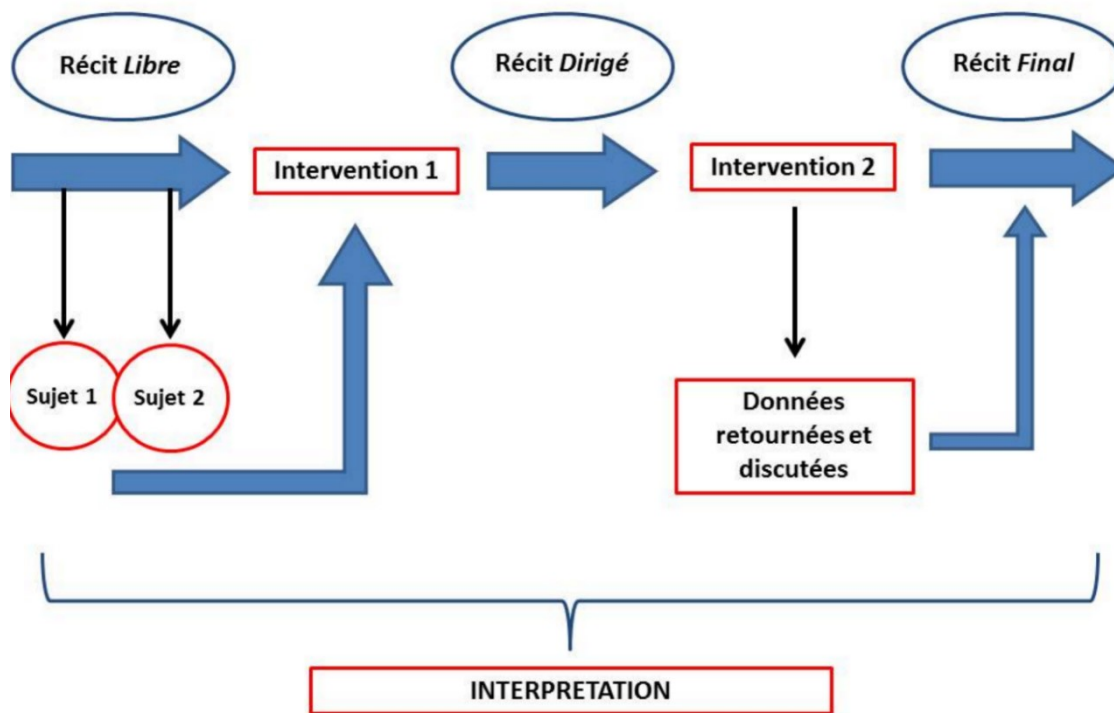 Récit Libre
Récit Dirigé
Récit Final
Intervention 1
Intervention 2
Sujet 1
Sujet 2
Données
retournées et
discutées
INTERPRETATION